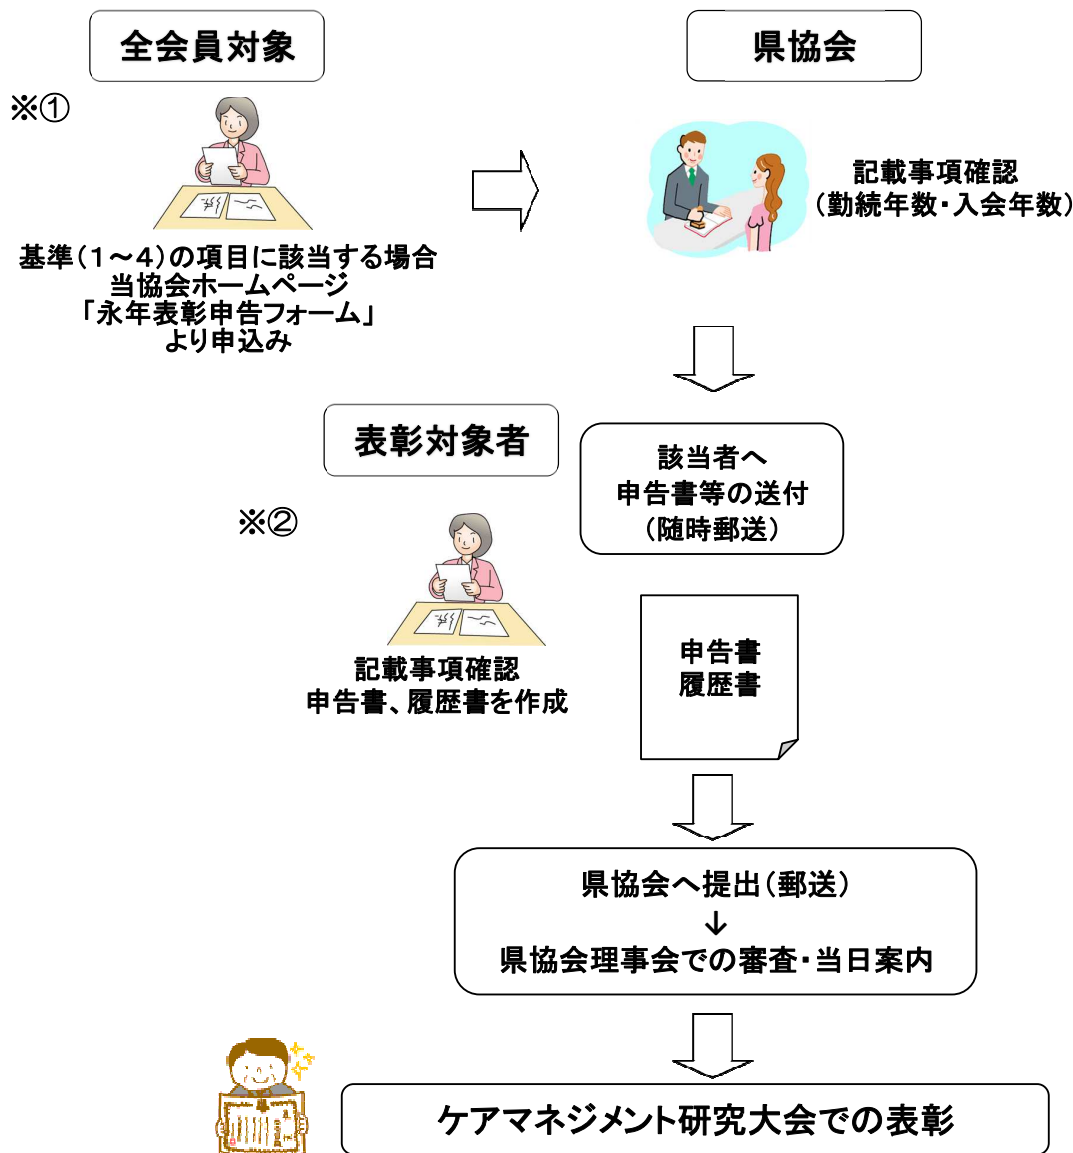 全会員対象
県協会
※①
記載事項確認
（勤続年数・入会年数）
基準（１～４）の項目に該当する場合
当協会ホームページ
「永年表彰申告フォーム」
より申込み
表彰対象者
該当者へ
申告書等の送付
（随時郵送）
※②
記載事項確認
申告書、履歴書を作成
申告書
履歴書
県協会へ提出（郵送）
↓
県協会理事会での審査・当日案内
ケアマネジメント研究大会での表彰